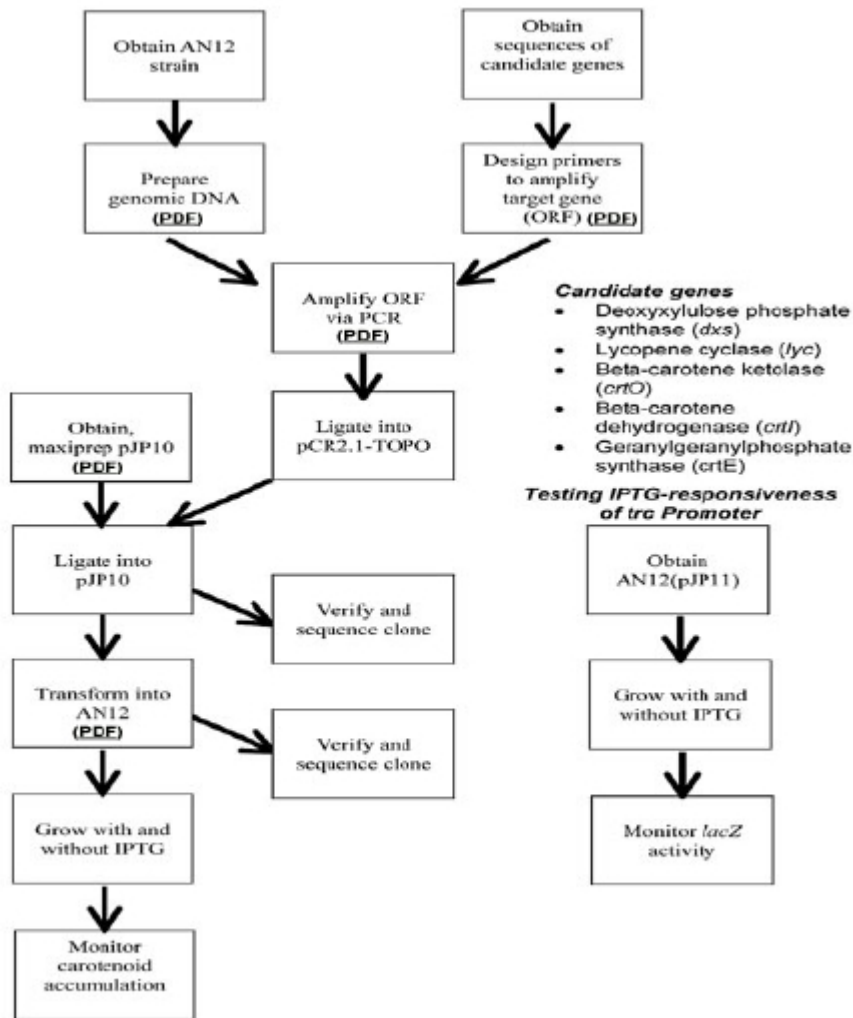 Obtain AN12
strain
Obtain
sequences of
candidate genes
Prepare
genomic DNA
(PDF)
Design primers
to amplify
target gene
(ORF) (PDF)
Amplify ORF
via PCR
(PDF)
Candidate genes
• Deoxyxylulose phosphate
synthase (dxs)
• Lycopene cyclase (lyc)
• Beta-carotene ketolase
(crtO)
• Beta-carotene
dehydrogenase (crtI)
• Geranylgeranylphosphate
synthase (crtE)
Obtain,
maxiprep pJP10
(PDF)
Ligate into
pCR2.1-TOPO
Testing IPTG-responsiveness
of trc Promoter
Ligate into
pJP10
Verify and
sequence clone
Obtain
AN12(pJP11)
Transform into
AN12
(PDF)
Verify and
sequence clone
Grow with and
without IPTG
Grow with and
without IPTG
Monitor lacZ
activity
Monitor
carotenoid
accumulation